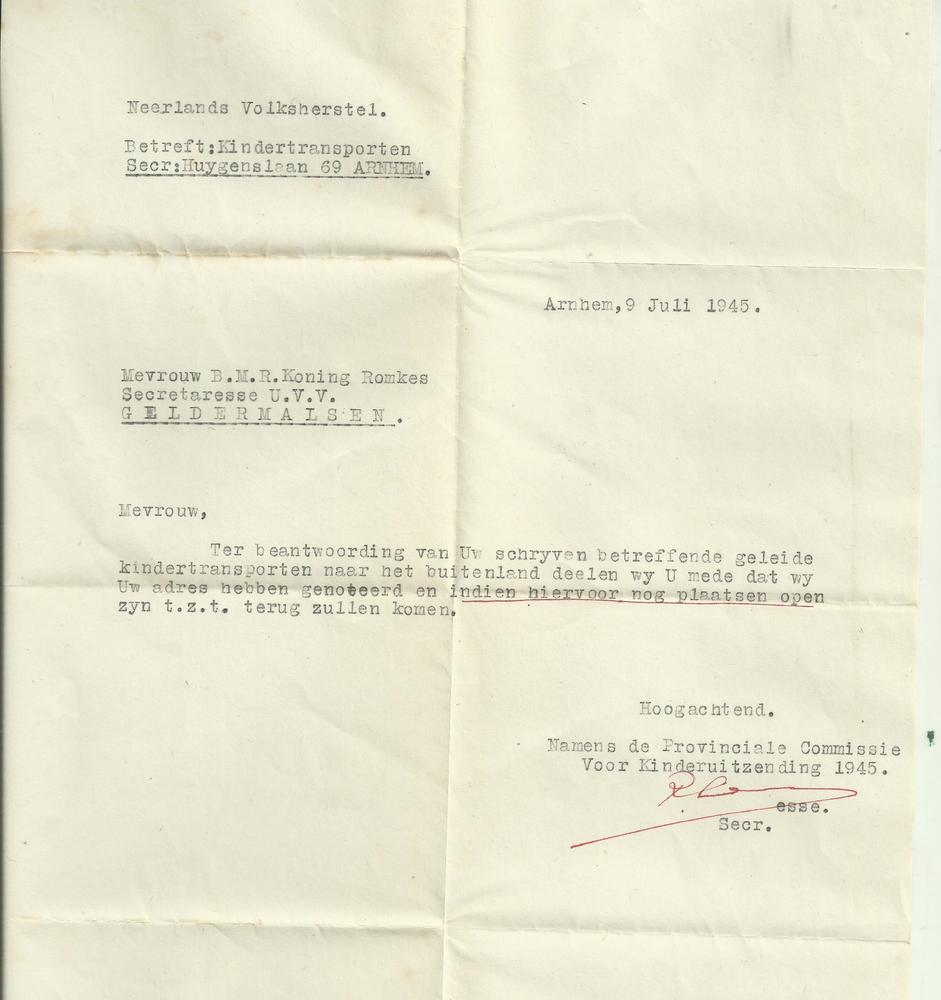 Neerlands Volksherstel.
Betreft:Kindertransporten
Secr:Huygenslaan 69 ARNHEM.
Arnhem,9 Juli 1945.
Mevrouw B.M.R.Koning Romkes
Secretaresse U.V.V.
G E L D E R M A L S E N .
Mevrouw,
Ter beantwoording van Uw schryven betreffende geleide
kindertransporten naar het buitenland deelen wy U mede dat wy
Uw adres hebben genoteerd en indien hiervoor nog plaatsen open
zyn t.z.t. terug zullen komen.
Hoogachtend.
Namens de Provinciale Commissie
Voor Kinderuitzending 1945.
esse.
Secr.